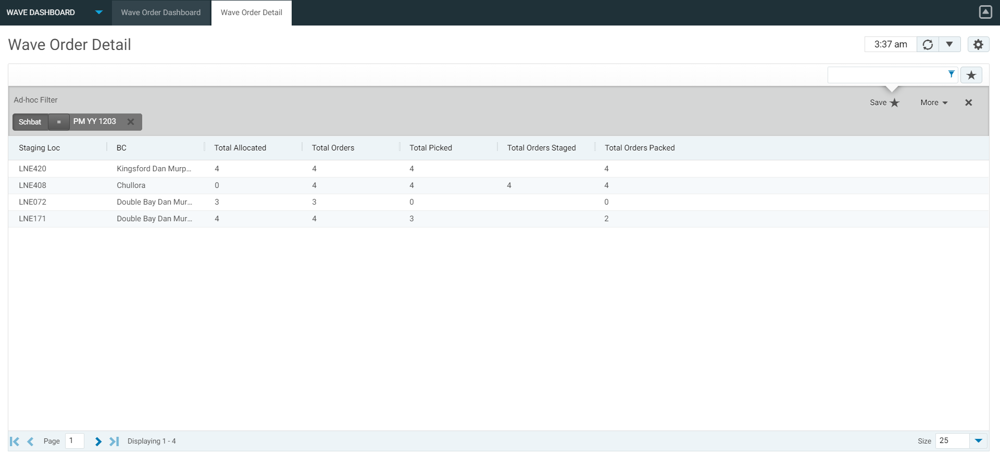 WAVE DASHBOARD Wave Order Dashboard Wave Order Detail
Wave Order Detail
3:37 am
Ad-hoc Filter
Save More
Schbat = PM YY 1203
Staging Loc BC Total Allocated Total Orders Total Picked Total Orders Staged Total Orders Packed
LNE420 Kingsford Dan Murp... 4 4 4 4
LNE408 Chullora 0 4 4 4 4
LNE072 Double Bay Dan Mur... 3 3 0 0
LNE171 Double Bay Dan Mur... 4 4 3 2
Page 1 Displaying 1 - 4 Size 25